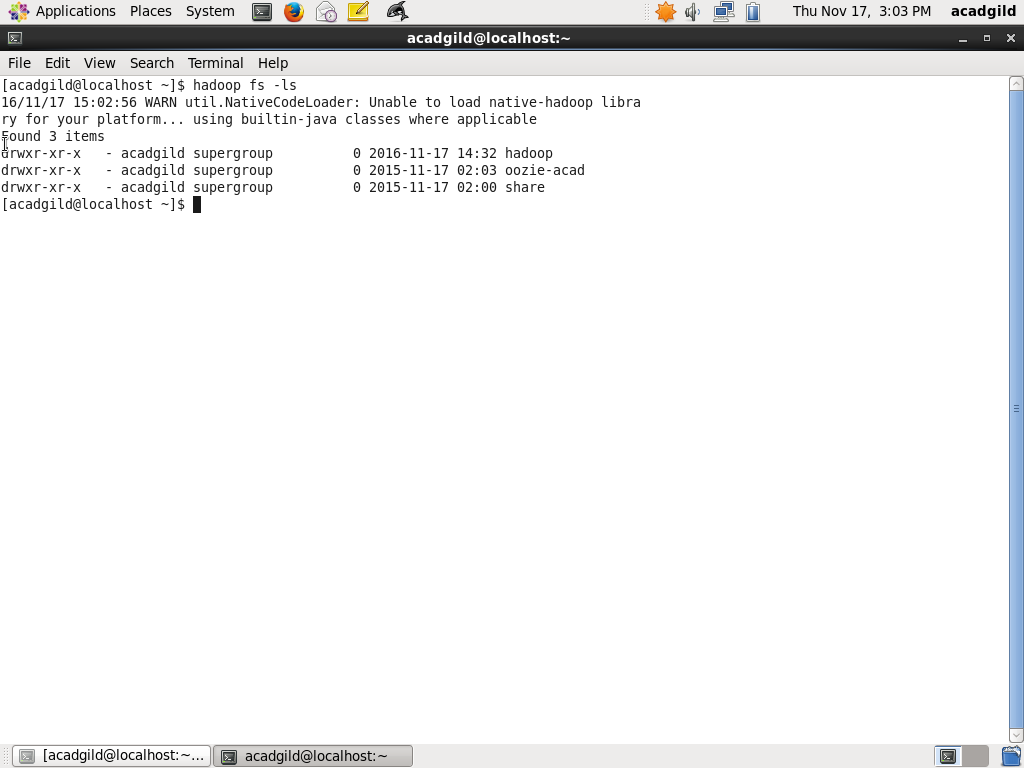 Applications Places System Thu Nov 17, 3:03 PM acadgild
acadgild@localhost:~
File Edit View Search Terminal Help
[acadgild@localhost ~]$ hadoop fs -ls
16/11/17 15:02:56 WARN util.NativeCodeLoader: Unable to load native-hadoop libra
ry for your platform... using builtin-java classes where applicable
Found 3 items
drwxr-xr-x   - acadgild supergroup          0 2016-11-17 14:32 hadoop
drwxr-xr-x   - acadgild supergroup          0 2015-11-17 02:03 oozie-acad
drwxr-xr-x   - acadgild supergroup          0 2015-11-17 02:00 share
[acadgild@localhost ~]$
[acadgild@localhost:~... acadgild@localhost:~